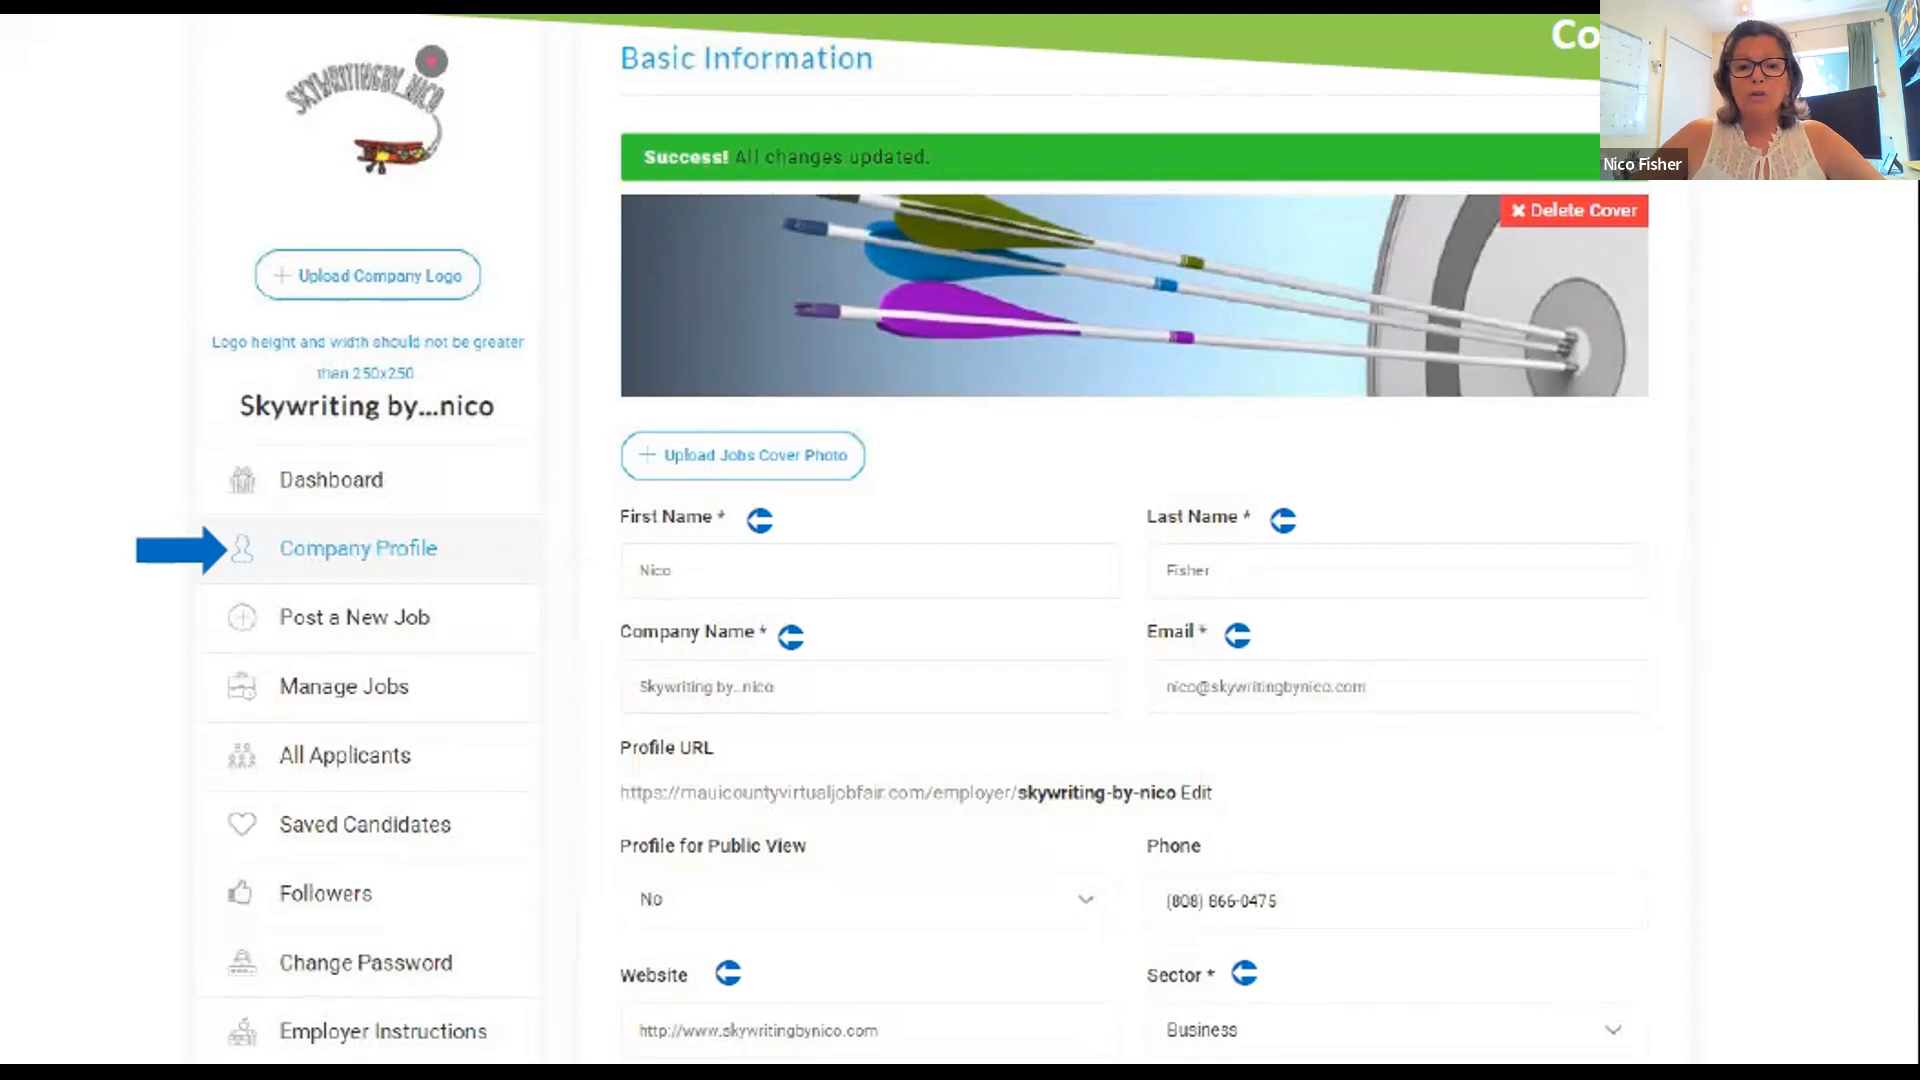 Co
Basic Information
SKYWRITINGBY...NICO
Success! All changes updated.
Nico Fisher
✖ Delete Cover
+ Upload Company Logo
Logo height and width should not be greater
than 250x250
Skywriting by...nico
+ Upload Jobs Cover Photo
Dashboard
First Name *
Last Name *
Company Profile
Nico
Fisher
Post a New Job
Company Name *
Email *
Manage Jobs
Skywriting by...nico
nico@skywritingbynico.com
All Applicants
Profile URL
https://mauicountyvirtualjobfair.com/employer/skywriting-by-nico Edit
Saved Candidates
Profile for Public View
Phone
Followers
No
(808) 866-0475
Change Password
Website
Sector *
Employer Instructions
http://www.skywritingbynico.com
Business